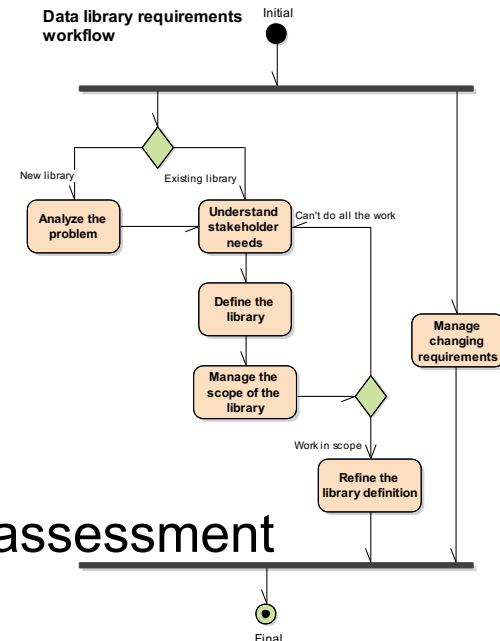 Data library requirements
workflow
Initial
New library
Existing library
Analyze the
problem
Understand
stakeholder
needs
Can't do all the work
Define the
library
Manage
changing
requirements
Manage the
scope of the
library
Work in scope
Refine the
library definition
assessment
Final